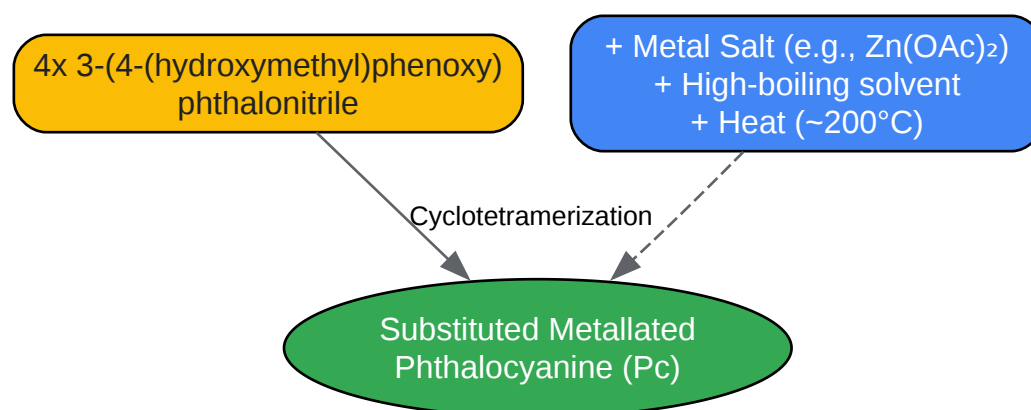 4x 3-(4-(hydroxymethyl)phenoxy)
phthalonitrile
+ Metal Salt (e.g., Zn(OAc)₂)
+ High-boiling solvent
+ Heat (~200°C)
Cyclotetramerization
Substituted Metallated
Phthalocyanine (Pc)